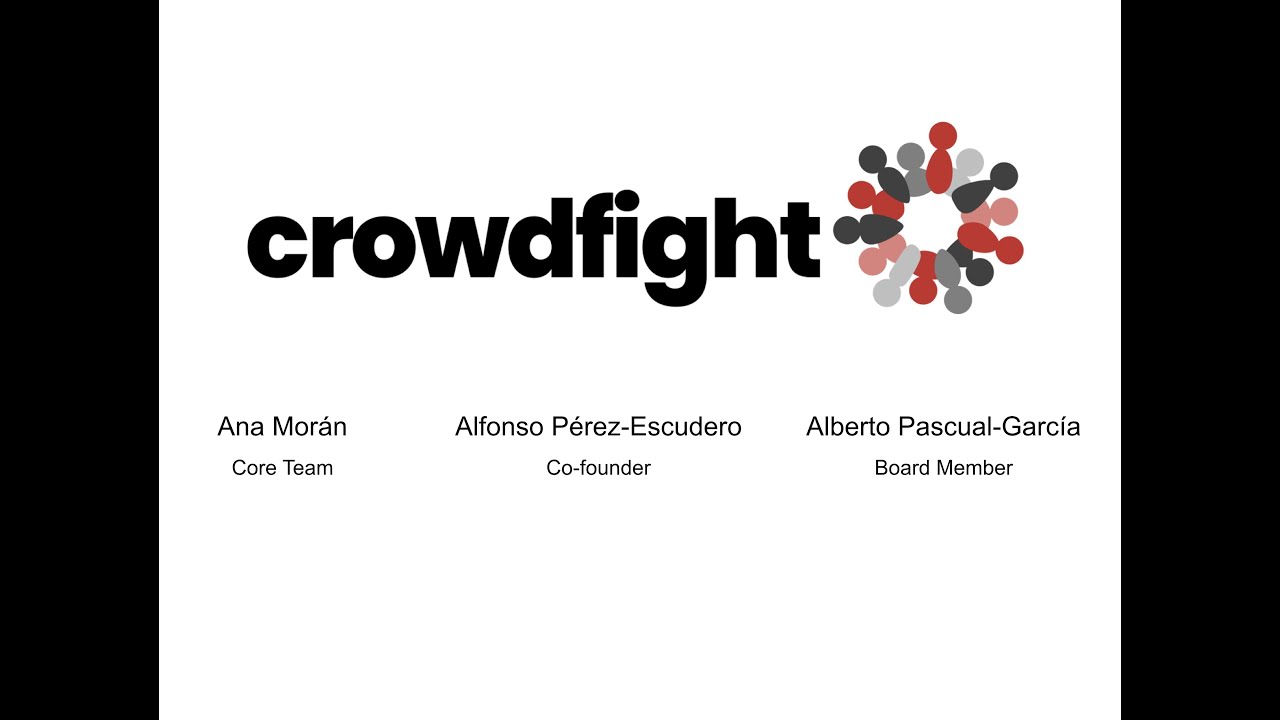 crowdfight
Ana Morán
Core Team
Alfonso Pérez-Escudero
Co-founder
Alberto Pascual-García
Board Member